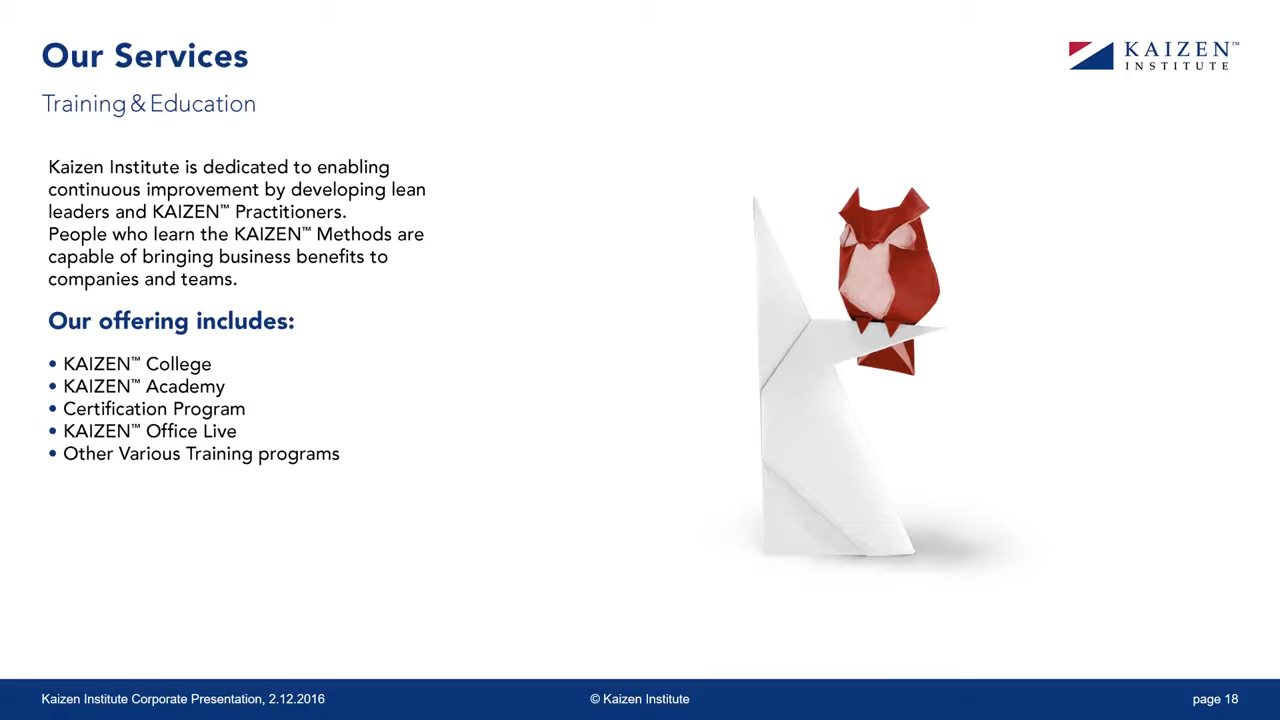 Our Services
KAIZEN™
INSTITUTE
Training & Education
Kaizen Institute is dedicated to enabling
continuous improvement by developing lean
leaders and KAIZEN™ Practitioners.
People who learn the KAIZEN™ Methods are
capable of bringing business benefits to
companies and teams.
Our offering includes:
• KAIZEN™ College
• KAIZEN™ Academy
• Certification Program
• KAIZEN™ Office Live
• Other Various Training programs
Kaizen Institute Corporate Presentation, 2.12.2016
© Kaizen Institute
page 18